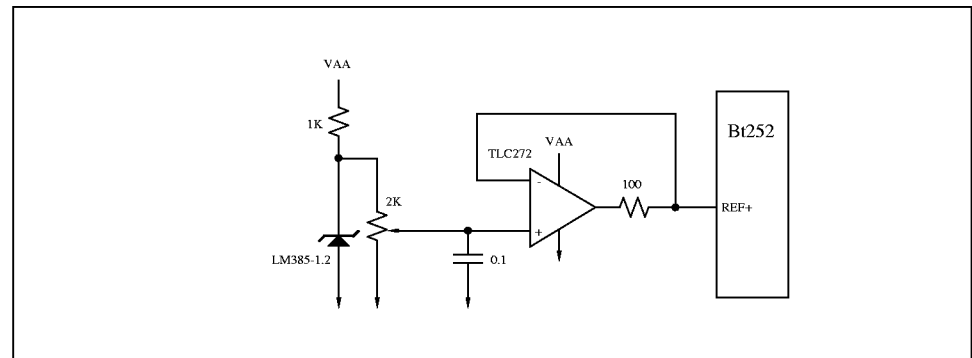 VAA
1K
2K
LM385-1.2
0.1
TLC272
VAA
-
+
100
Bt252
REF+